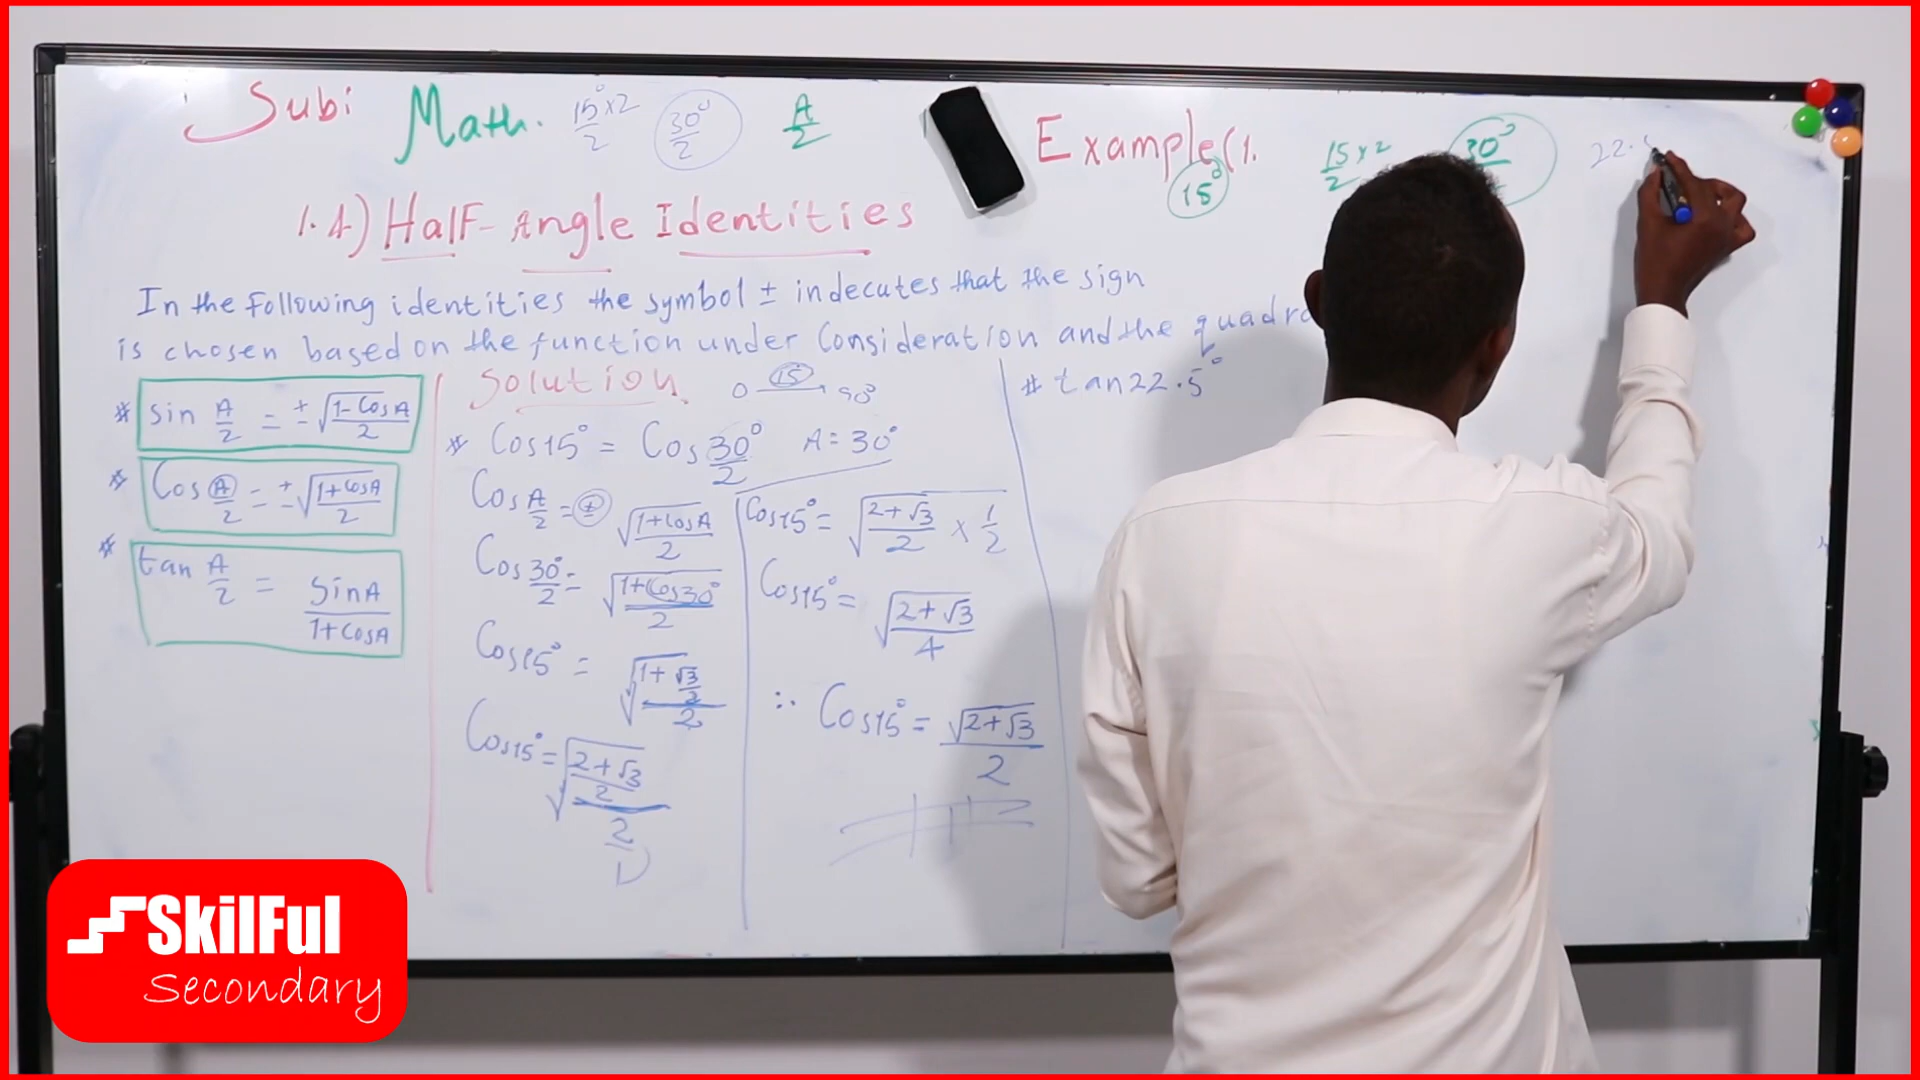 Subi Math. 15°×2/2 30°/2 A/2
Example(1.
15°
15×2/2 30°
22.5
1.4) Half-Angle Identities
In the Following identities the symbol ± indecutes that the sign
is chosen based on the function under Consideration and the quadra
* sin A/2 = ±√(1-CosA/2)
* Cos A/2 = ±√(1+CosA/2)
* tan A/2 = SinA/1+CosA
Solution 0 15° 90°
* Cos15° = Cos 30°/2 A=30°
Cos A/2 = ± √(1+CosA/2)
Cos 30°/2 = √(1+Cos30°/2)
Cos15° = √(1+√3/2/2)
Cos15° = √(2+√3/2/2)
Cos15° = √(2+√3/2 × 1/2)
Cos15° = √(2+√3/4)
∴ Cos15° = √(2+√3)/2
# tan22.5°
SkilFul
Secondary